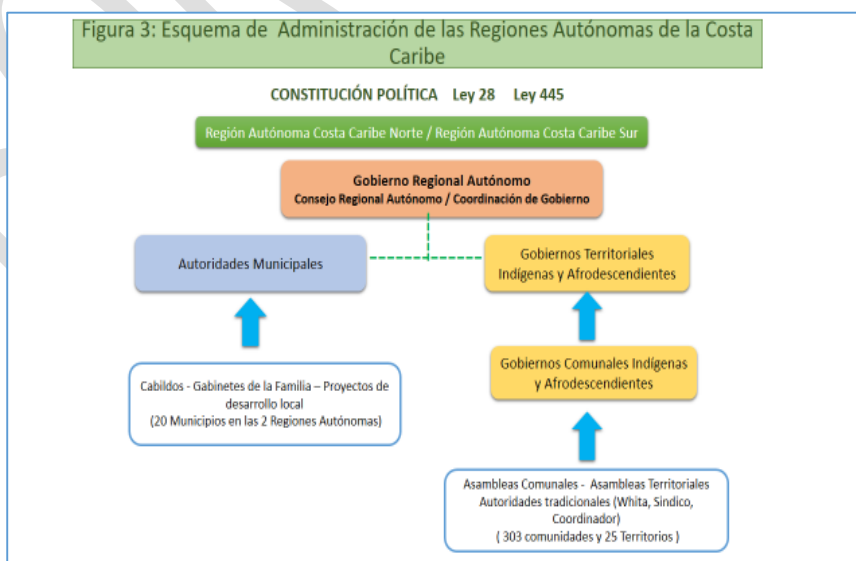 Figura 3: Esquema de Administración de las Regiones Autónomas de la Costa
Caribe
CONSTITUCIÓN POLÍTICA Ley 28 Ley 445
Región Autónoma Costa Caribe Norte / Región Autónoma Costa Caribe Sur
Gobierno Regional Autónomo
Consejo Regional Autónomo / Coordinación de Gobierno
Autoridades Municipales
Gobiernos Territoriales
Indígenas y Afrodescendientes
Cabildos - Gabinetes de la Familia – Proyectos de
desarrollo local
(20 Municipios en las 2 Regiones Autónomas)
Gobiernos Comunales Indígenas
y Afrodescendientes
Asambleas Comunales - Asambleas Territoriales
Autoridades tradicionales (Whita, Sindico,
Coordinador)
( 303 comunidades y 25 Territorios )